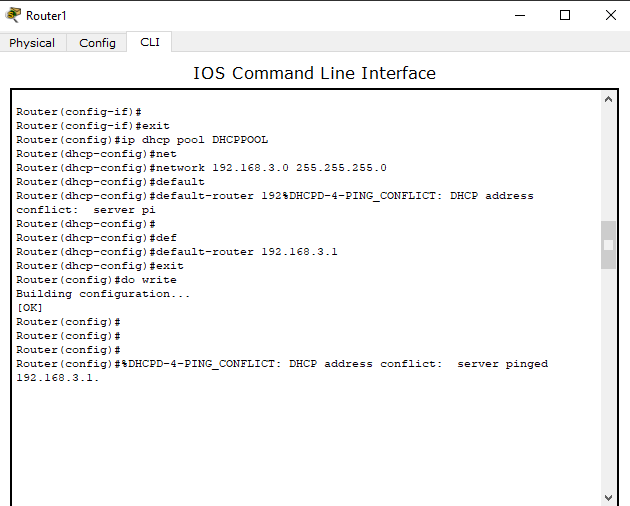 Router1
Physical Config CLI
IOS Command Line Interface
Router(config-if)#
Router(config-if)#exit
Router(config)#ip dhcp pool DHCPPOOL
Router(dhcp-config)#net
Router(dhcp-config)#network 192.168.3.0 255.255.255.0
Router(dhcp-config)#default
Router(dhcp-config)#default-router 192%DHCPD-4-PING_CONFLICT: DHCP address
conflict:  server pi
Router(dhcp-config)#
Router(dhcp-config)#def
Router(dhcp-config)#default-router 192.168.3.1
Router(dhcp-config)#exit
Router(config)#do write
Building configuration...
[OK]
Router(config)#
Router(config)#
Router(config)#
Router(config)#%DHCPD-4-PING_CONFLICT: DHCP address conflict:  server pinged
192.168.3.1.